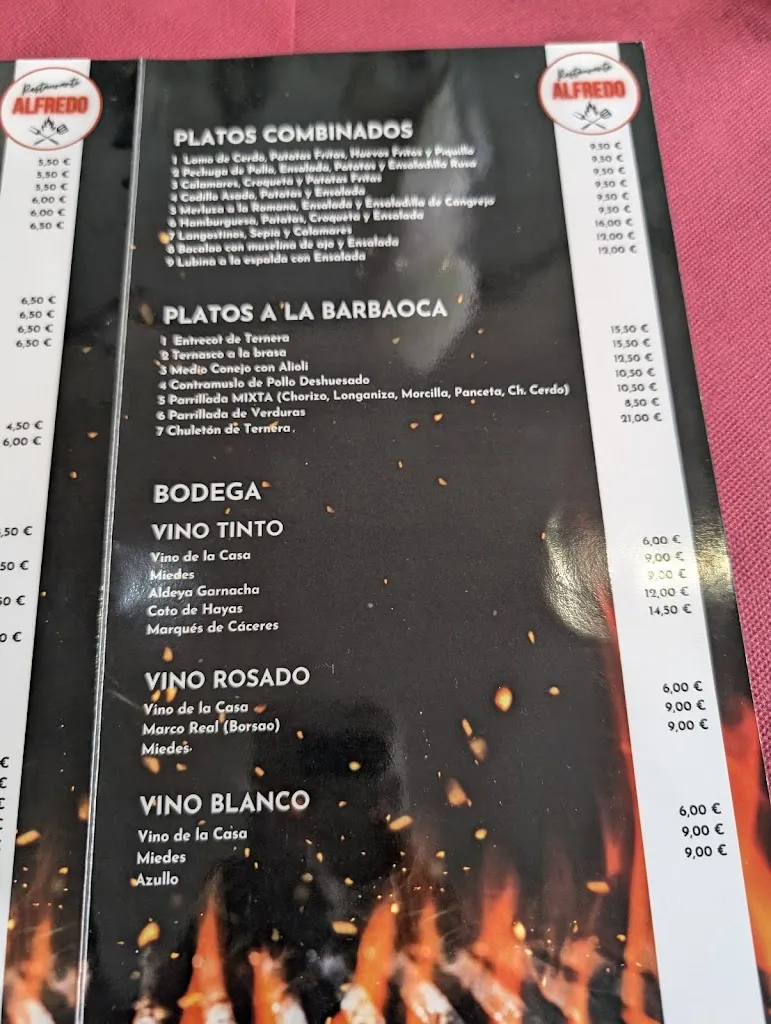 Restaurante
ALFREDO
5,50 €
5,50 €
5,50 €
6,00 €
6,00 €
6,50 €
6,50 €
6,50 €
6,50 €
6,50 €
4,50 €
6,00 €
,50 €
50 €
50 €
0 €
€
€
€
€
€
Restaurante
ALFREDO
PLATOS COMBINADOS
1 Lomo de Cerdo, Patatas Fritas, Huevos Fritos y Piquillo 9,50 €
2 Pechuga de Pollo, Ensalada, Patatas y Ensaladilla Rusa 9,50 €
3 Calamares, Croqueta y Patatas Fritas 9,50 €
4 Codillo Asado, Patatas y Ensalada 9,50 €
5 Merluza a la Romana, Ensalada y Ensaladilla de Cangrejo 9,50 €
6 Hamburguesa, Patatas, Croqueta y Ensalada 9,50 €
7 Langostinos, Sepia y Calamares 16,00 €
8 Bacalao con muselina de ajo y Ensalada 12,00 €
9 Lubina a la espalda con Ensalada 12,00 €
PLATOS A LA BARBAOCA
1 Entrecot de Ternera 15,50 €
2 Ternasco a la brasa 15,50 €
3 Medio Conejo con Alioli 12,50 €
4 Contramuslo de Pollo Deshuesado 10,50 €
5 Parrillada MIXTA (Chorizo, Longaniza, Morcilla, Panceta, Ch. Cerdo) 10,50 €
6 Parrillada de Verduras 8,50 €
7 Chuletón de Ternera 21,00 €
BODEGA
VINO TINTO
Vino de la Casa 6,00 €
Miedes 9,00 €
Aldeya Garnacha 9,00 €
Coto de Hayas 12,00 €
Marqués de Cáceres 14,50 €
VINO ROSADO
Vino de la Casa 6,00 €
Marco Real (Borsao) 9,00 €
Miedes 9,00 €
VINO BLANCO
Vino de la Casa 6,00 €
Miedes 9,00 €
Azullo 9,00 €